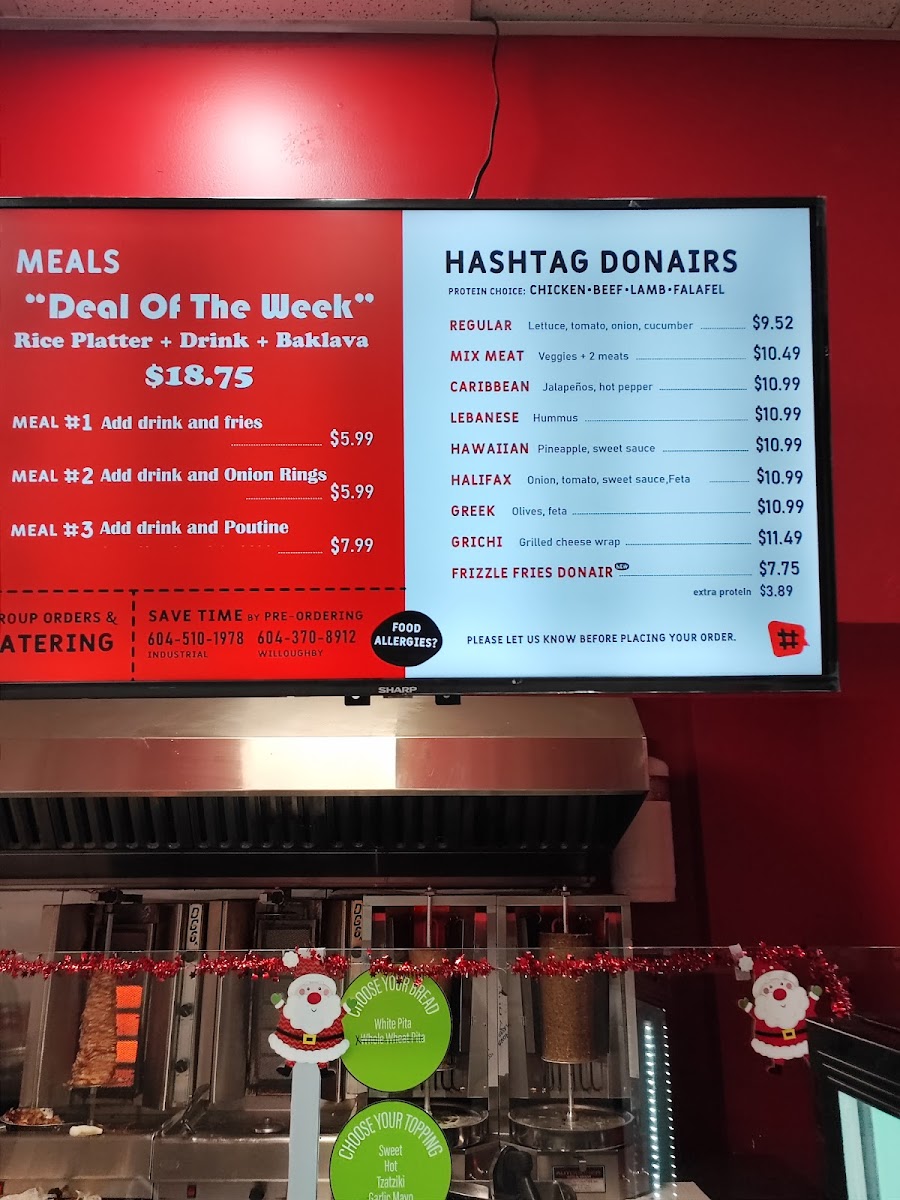 MEALS
"Deal Of The Week"
Rice Platter + Drink + Baklava
$18.75
MEAL #1 Add drink and fries
$5.99
MEAL #2 Add drink and Onion Rings
$5.99
MEAL #3 Add drink and Poutine
$7.99
ROUP ORDERS &
ATERING
SAVE TIME BY PRE-ORDERING
604-510-1978 604-370-8912
INDUSTRIAL WILLOUGHBY
HASHTAG DONAIRS
PROTEIN CHOICE: CHICKEN•BEEF•LAMB•FALAFEL
REGULAR Lettuce, tomato, onion, cucumber $9.52
MIX MEAT Veggies + 2 meats $10.49
CARIBBEAN Jalapeños, hot pepper $10.99
LEBANESE Hummus $10.99
HAWAIIAN Pineapple, sweet sauce $10.99
HALIFAX Onion, tomato, sweet sauce,Feta $10.99
GREEK Olives, feta $10.99
GRICHI Grilled cheese wrap $11.49
FRIZZLE FRIES DONAIR NEW $7.75
extra protein $3.89
FOOD
ALLERGIES?
PLEASE LET US KNOW BEFORE PLACING YOUR ORDER.
#
SHARP
DGS
DGS
CHOOSE YOUR BREAD
White Pita
Whole Wheat Pita
CHOOSE YOUR TOPPING
Sweet
Hot
Tzatziki
Garlic Mayo